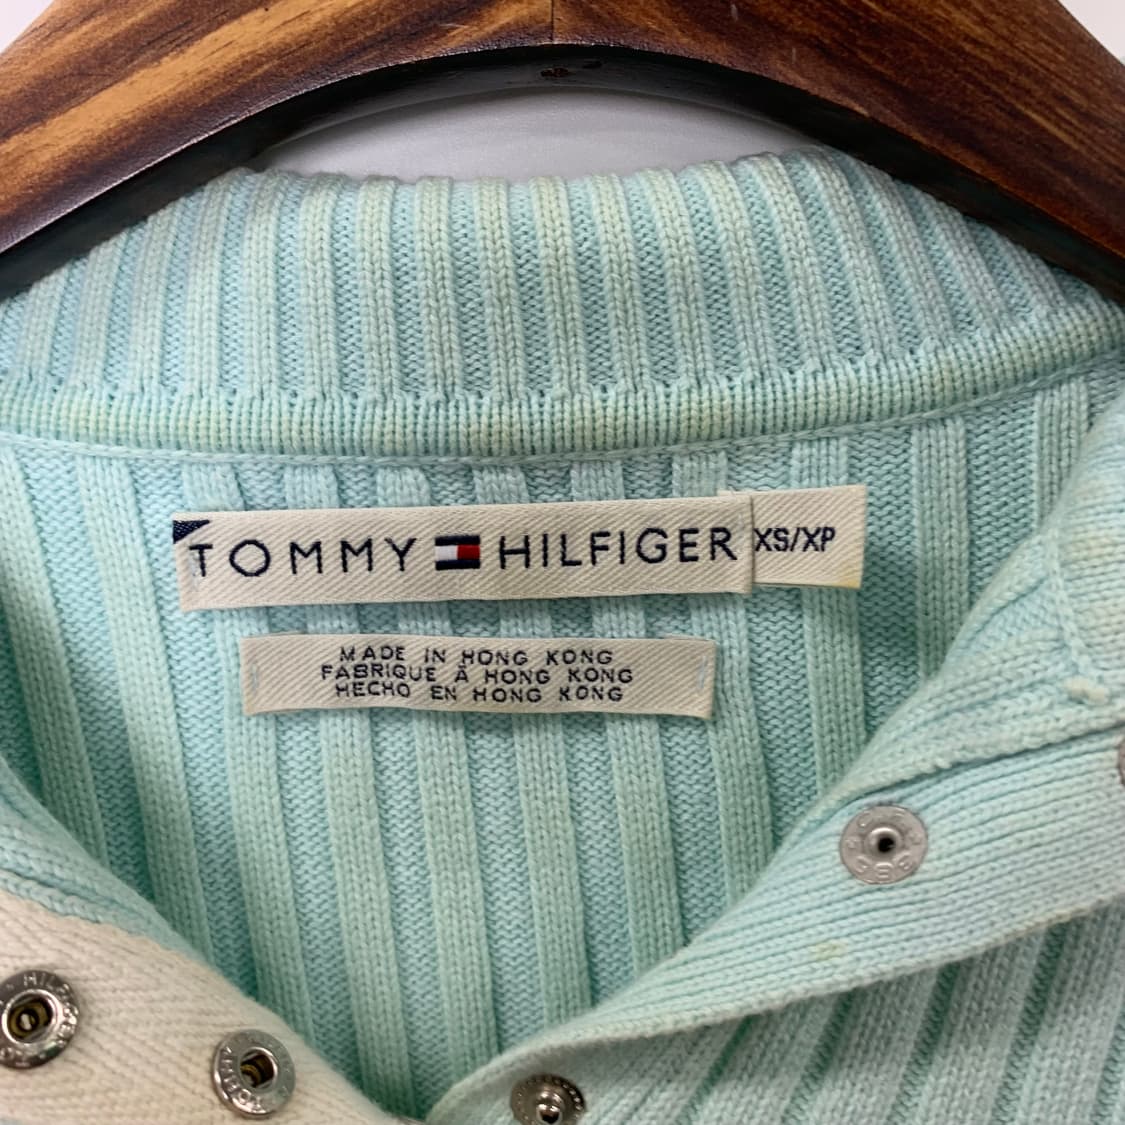 TOMMY HILFIGER
XS/XP
MADE IN HONG KONG
FABRIQUE À HONG KONG
HECHO EN HONG KONG